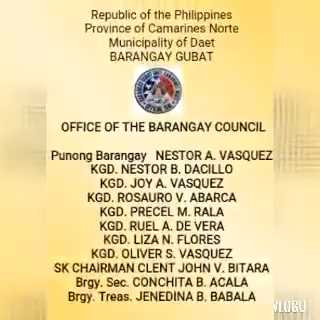 Republic of the Philippines
Province of Camarines Norte
Municipality of Daet
BARANGAY GUBAT
OFFICE OF THE BARANGAY COUNCIL
Punong Barangay NESTOR A. VASQUEZ
KGD. NESTOR B. DACILLO
KGD. JOY A. VASQUEZ
KGD. ROSAURO V. ABARCA
KGD. PRECEL M. RALA
KGD. RUEL A. DE VERA
KGD. LIZA N. FLORES
KGD. OLIVER S. VASQUEZ
SK CHAIRMAN CLENT JOHN V. BITARA
Brgy. Sec. CONCHITA B. ACALA
Brgy. Treas. JENEDINA B. BABALA